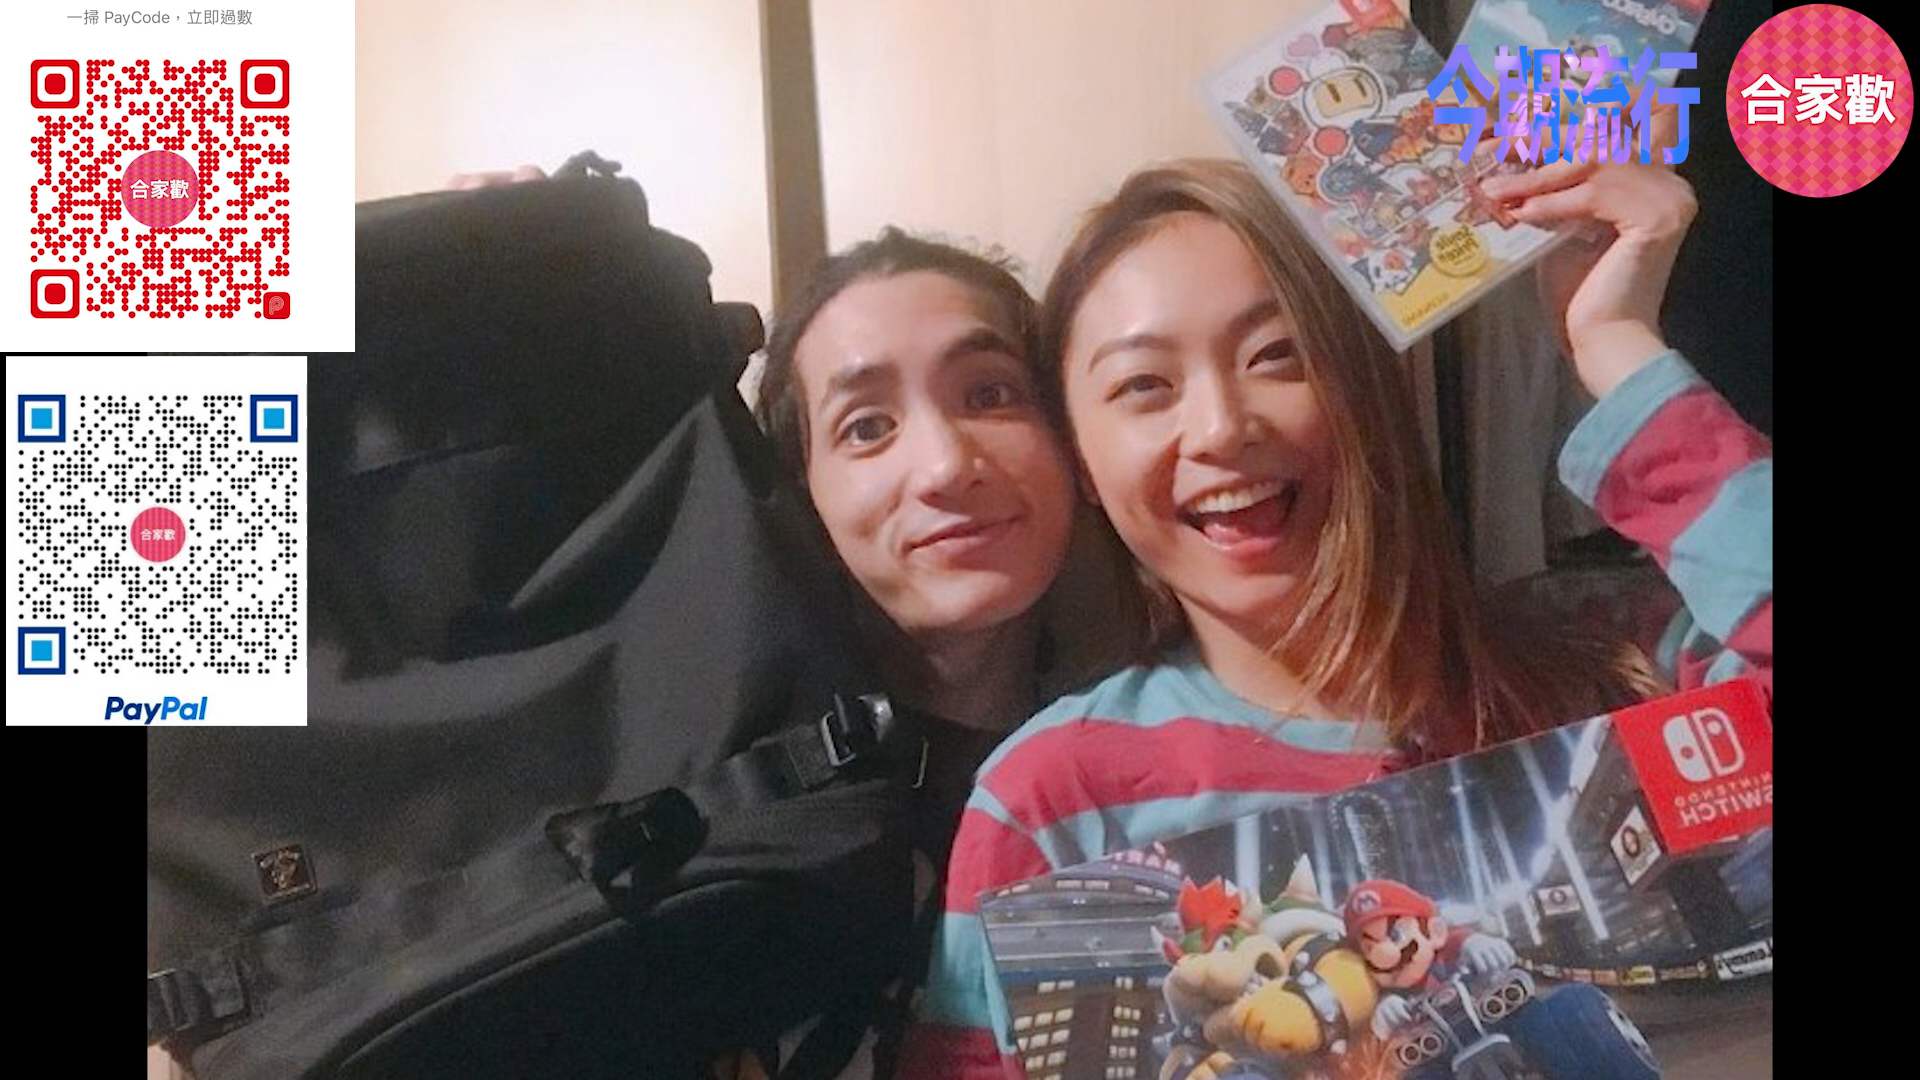 一掃 PayCode，立即過數
合家歡
合家歡
PayPal
今期流行
合家歡
NINTENDO
SWITCH